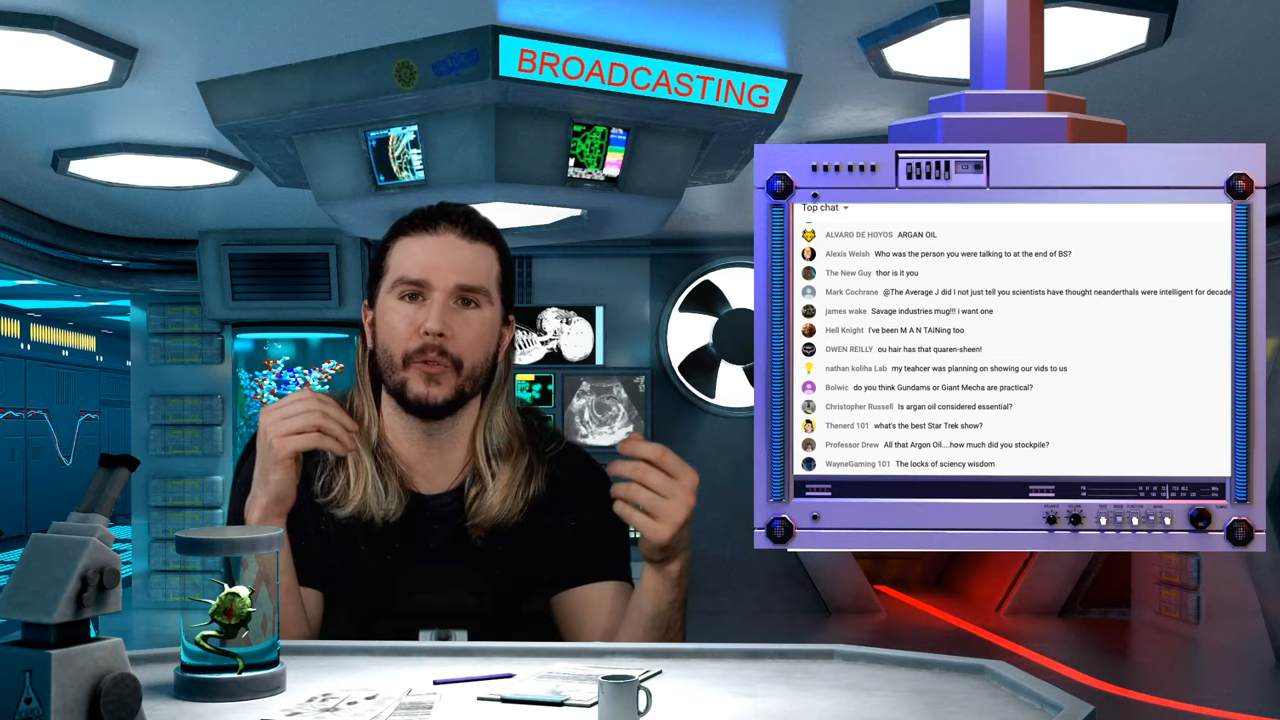 BROADCASTING
Top chat
ALVARO DE HOYOS ARGAN OIL
Alexis Welsh Who was the person you were talking to at the end of BS?
The New Guy thor is it you
Mark Cochrane @The Average J did I not just tell you scientists have thought neanderthals were intelligent for decade
james wake Savage industries mug!!! i want one
Hell Knight I've been M A N TAINing too
OWEN REILLY ou hair has that quaren-sheen!
nathan koliha Lab my teahcer was planning on showing our vids to us
Bolwic do you think Gundams or Giant Mecha are practical?
Christopher Russell Is argan oil considered essential?
Thenerd 101 what's the best Star Trek show?
Professor Drew All that Argon Oil....how much did you stockpile?
WayneGaming 101 The locks of sciency wisdom